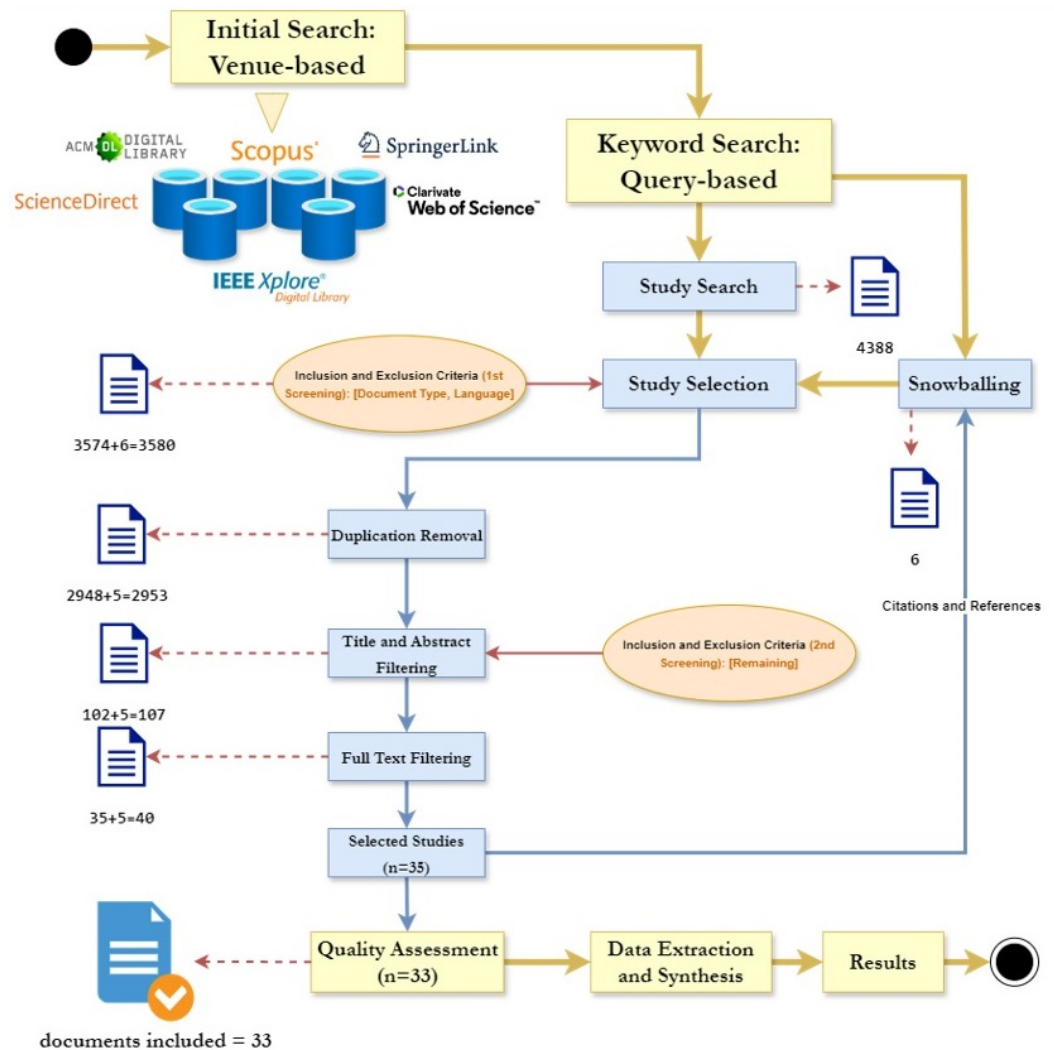 Initial Search:
Venue-based
ACM DL DIGITAL
LIBRARY
Scopus®
SpringerLink
ScienceDirect
Clarivate
Web of Science™
IEEE Xplore®
Digital Library
Keyword Search:
Query-based
Study Search
4388
Inclusion and Exclusion Criteria (1st
Screening): [Document Type, Language]
Study Selection
Snowballing
3574+6=3580
6
Duplication Removal
2948+5=2953
Citations and References
Title and Abstract
Filtering
Inclusion and Exclusion Criteria (2nd
Screening): [Remaining]
102+5=107
Full Text Filtering
35+5=40
Selected Studies
(n=35)
Quality Assessment
(n=33)
Data Extraction
and Synthesis
Results
documents included = 33